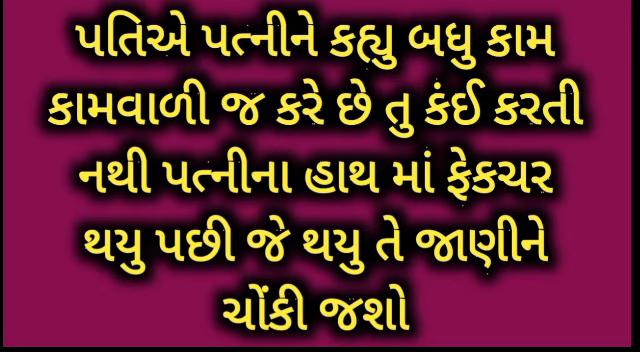 પતિએ પત્નીને કહ્યુ બધુ કામ
કામવાળી જ કરે છે તુ કંઈ કરતી
નથી પત્નીના હાથ માં ફેકચર
થયુ પછી જે થયુ તે જાણીને
ચોંકી જશો